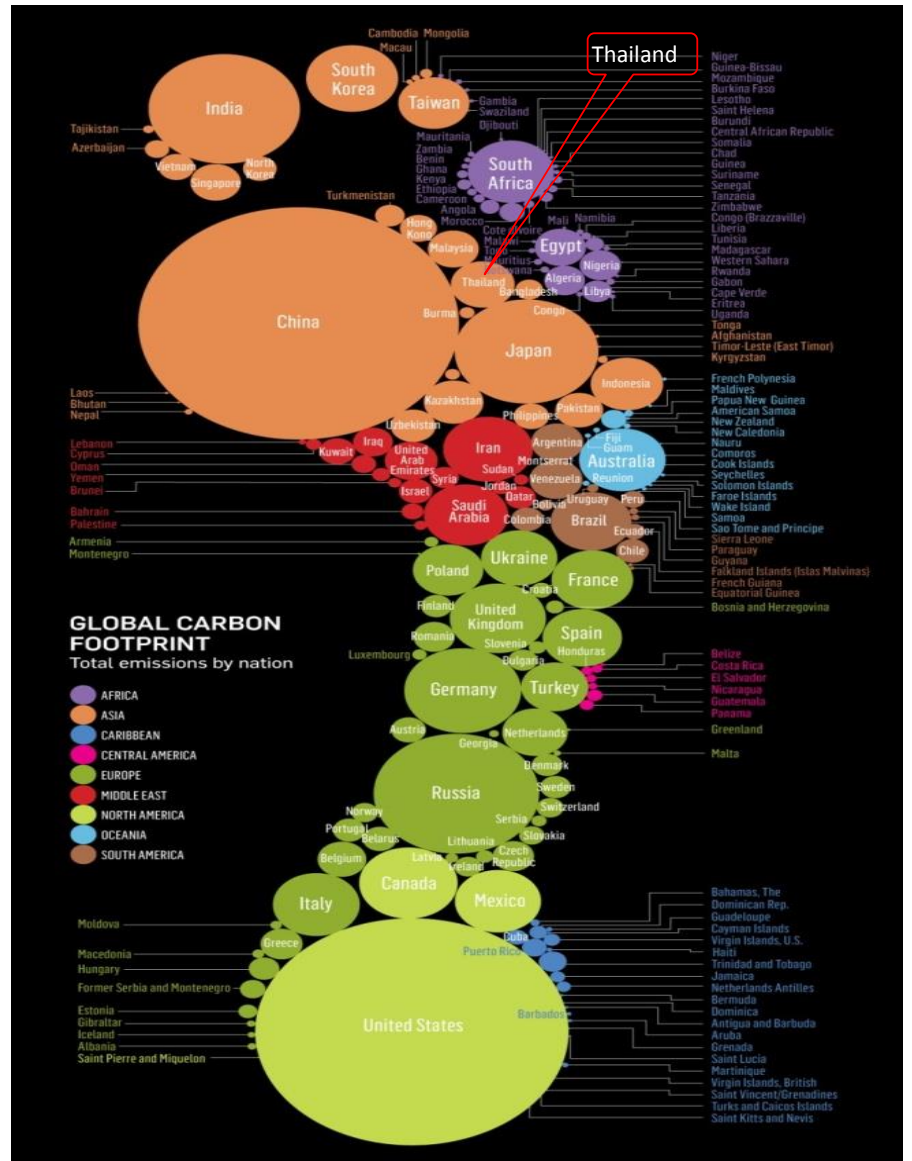 Thailand
Cambodia
Mongolia
Macau
South
Korea
Taiwan
India
Tajikistan
Azerbaijan
Vietnam
Singapore
North
Korea
Gambia
Swaziland
Djibouti
Mauritania
Zambia
Benin
Ghana
Kenya
Ethiopia
Cameroon
Angola
Morocco
South
Africa
Niger
Guinea-Bissau
Mozambique
Burkina Faso
Lesotho
Saint Helena
Burundi
Central African Republic
Somalia
Chad
Guinea
Suriname
Senegal
Tanzania
Zimbabwe
Congo (Brazzaville)
Liberia
Tunisia
Madagascar
Western Sahara
Rwanda
Gabon
Cape Verde
Eritrea
Uganda
Cote d'Ivoire
Mali
Namibia
Mauritius
Egypt
Nigeria
Algeria
Libya
Congo
Turkmenistan
Hong
Kong
Malaysia
Thailand
Bangladesh
Burma
China
Japan
Tonga
Afghanistan
Timor-Leste (East Timor)
Kyrgyzstan
Indonesia
Pakistan
Philippines
Kazakhstan
Uzbekistan
Laos
Bhutan
Nepal
French Polynesia
Maldives
Papua New Guinea
American Samoa
New Zealand
New Caledonia
Nauru
Comoros
Cook Islands
Seychelles
Solomon Islands
Faroe Islands
Wake Island
Samoa
Sao Tome and Principe
Fiji
Guam
Australia
Reunion
Lebanon
Cyprus
Oman
Yemen
Brunei
Kuwait
Iraq
United
Arab
Emirates
Syria
Israel
Iran
Sudan
Jordan
Qatar
Saudi
Arabia
Bahrain
Palestine
Argentina
Montserrat
Venezuela
Bolivia
Colombia
Uruguay
Peru
Brazil
Ecuador
Chile
Sierra Leone
Paraguay
Guyana
Falkland Islands (Islas Malvinas)
French Guiana
Equatorial Guinea
Armenia
Montenegro
Poland
Ukraine
France
Croatia
Bosnia and Herzegovina
Finland
United
Kingdom
Romania
Spain
Slovenia
Luxembourg
Bulgaria
Honduras
Germany
Turkey
Belize
Costa Rica
El Salvador
Nicaragua
Guatemala
Panama
Greenland
Malta
Austria
Georgia
Netherlands
Denmark
Sweden
Switzerland
Russia
Serbia
Slovakia
Norway
Portugal
Belarus
Lithuania
Latvia
Ireland
Czech
Republic
Belgium
GLOBAL CARBON
FOOTPRINT
Total emissions by nation
AFRICA
ASIA
CARIBBEAN
CENTRAL AMERICA
EUROPE
MIDDLE EAST
NORTH AMERICA
OCEANIA
SOUTH AMERICA
Canada
Mexico
Italy
Greece
Moldova
Macedonia
Hungary
Former Serbia and Montenegro
Estonia
Gibraltar
Iceland
Albania
Saint Pierre and Miquelon
United States
Cuba
Puerto Rico
Barbados
Bahamas, The
Dominican Rep.
Guadeloupe
Cayman Islands
Virgin Islands, U.S.
Haiti
Trinidad and Tobago
Jamaica
Netherlands Antilles
Bermuda
Dominica
Antigua and Barbuda
Aruba
Grenada
Saint Lucia
Martinique
Virgin Islands, British
Saint Vincent/Grenadines
Turks and Caicos Islands
Saint Kitts and Nevis